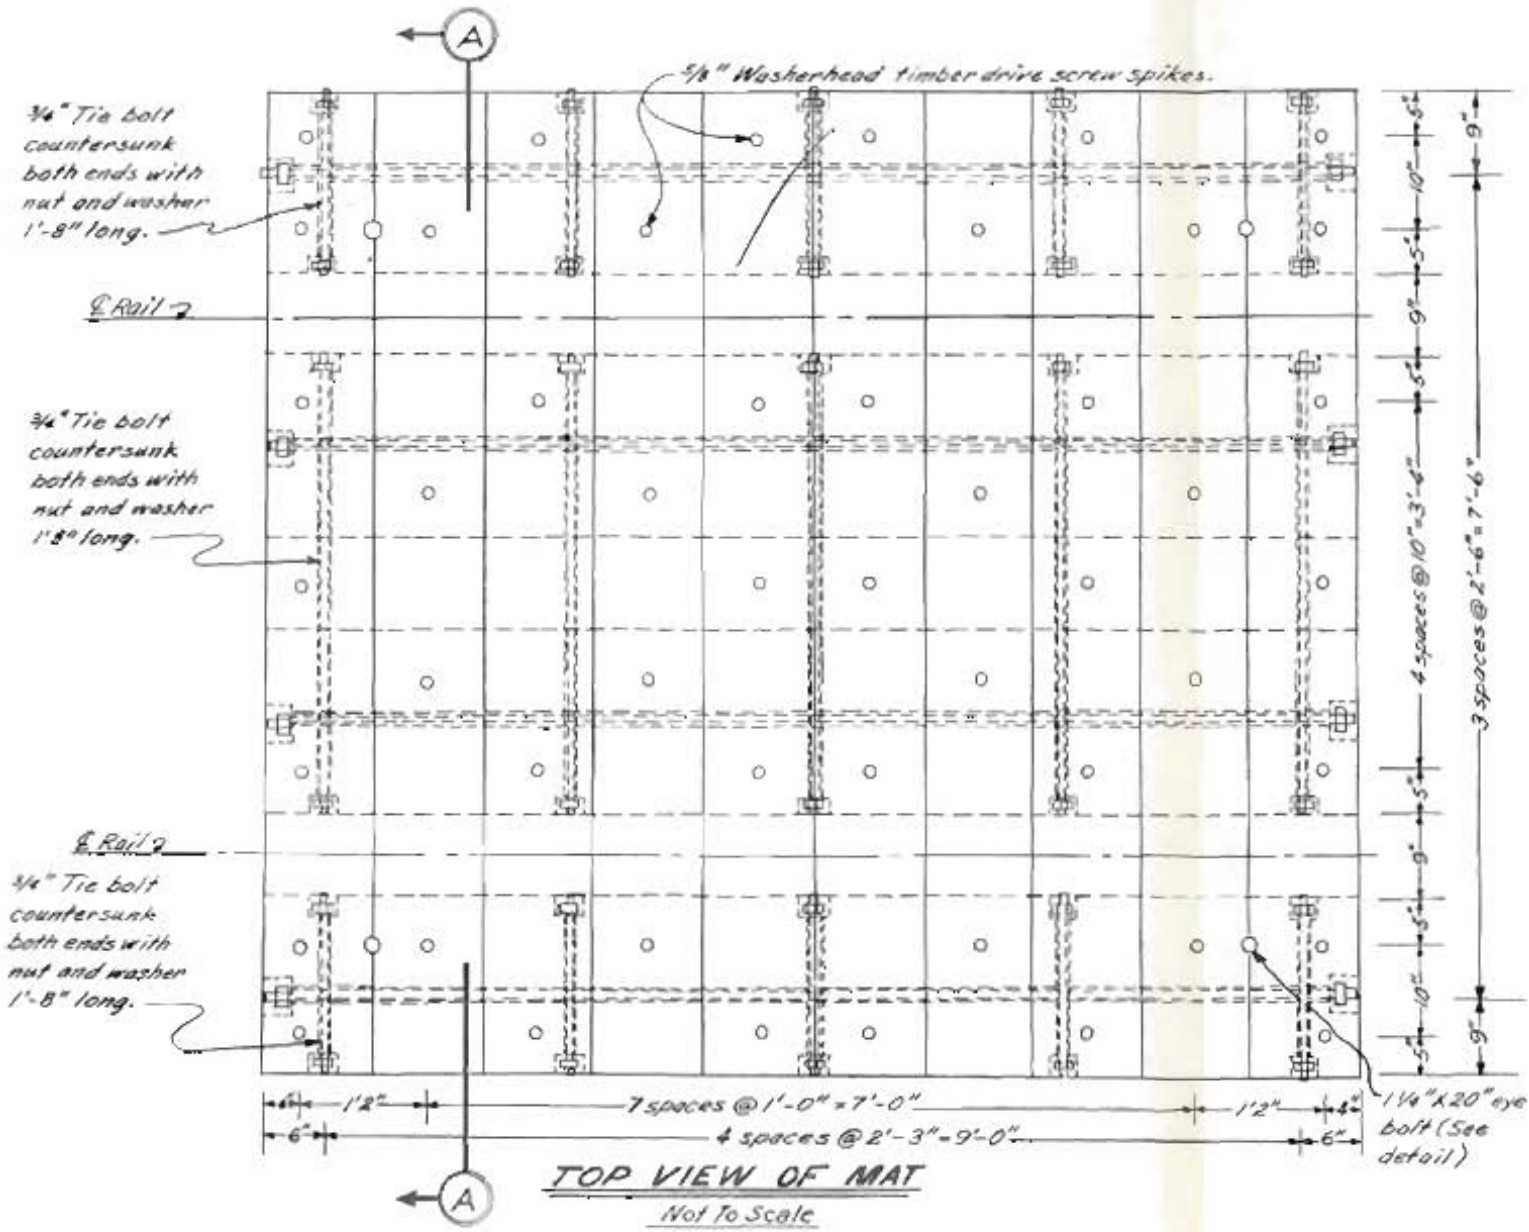 A
5/8" Washerhead timber drive screw spikes.
3/4" Tie bolt
countersunk
both ends with
nut and washer
1'-8" long.
℄ Rail
3/4" Tie bolt
countersunk
both ends with
nut and washer
1'8" long.
℄ Rail
3/4" Tie bolt
countersunk
both ends with
nut and washer
1'-8" long.
5"
10"
5"
9"
5"
4 spaces @ 10" = 3'-4"
5"
9"
5"
10"
5"
9"
3 spaces @ 2'-6" = 7'-6"
9"
4"
1'2"
7 spaces @ 1'-0" = 7'-0"
1'2"
4"
6"
4 spaces @ 2'-3" = 9'-0"
6"
1 1/4" X 20" eye
bolt (See
detail)
A
TOP VIEW OF MAT
Not To Scale